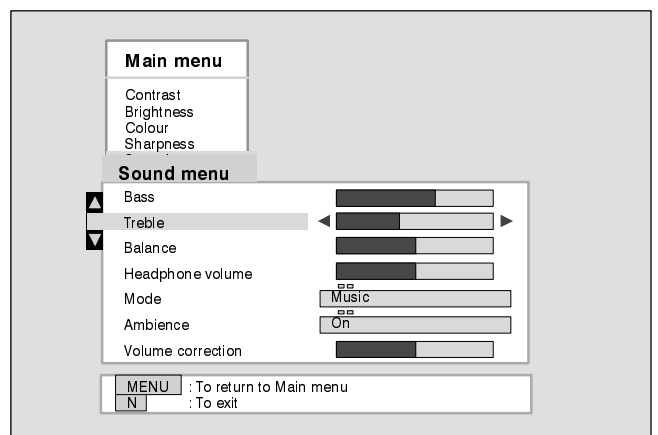 Main menu
Contrast
Brightness
Colour
Sharpness
Sound menu
Bass
Treble
Balance
Headphone volume
Mode Music
Ambience On
Volume correction
MENU : To return to Main menu
N : To exit